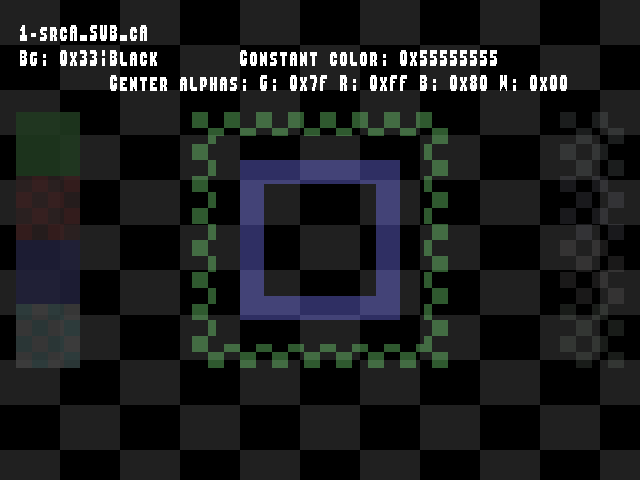 1-srcA_SUB_cA
Bg: 0x33|Black Constant color: 0x55555555
Center alphas: G: 0x7f R: 0xff B: 0x80 W: 0x00